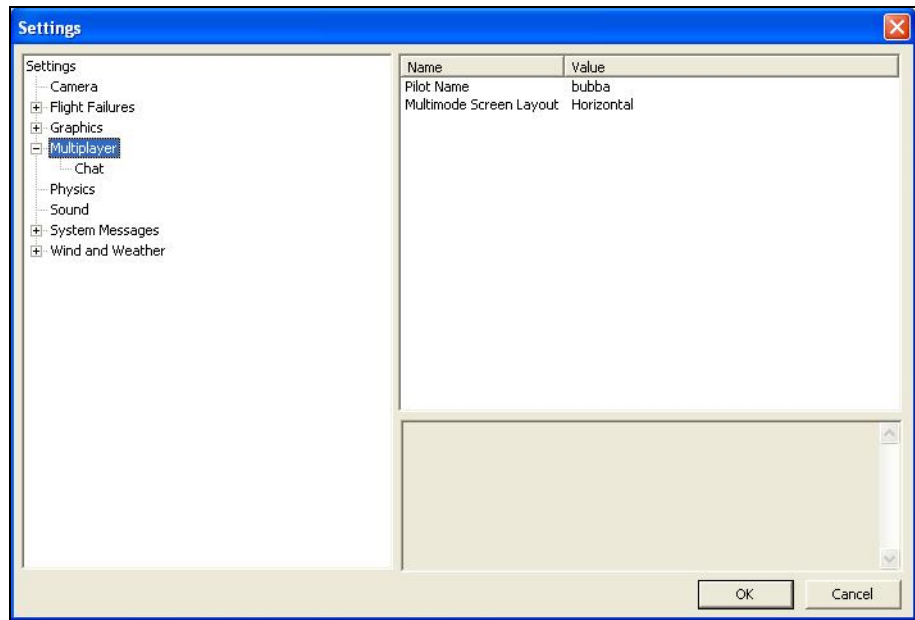 Settings
Settings
Camera
Flight Failures
Graphics
Multiplayer
Chat
Physics
Sound
System Messages
Wind and Weather
Name Value
Pilot Name bubba
Multimode Screen Layout Horizontal
OK Cancel